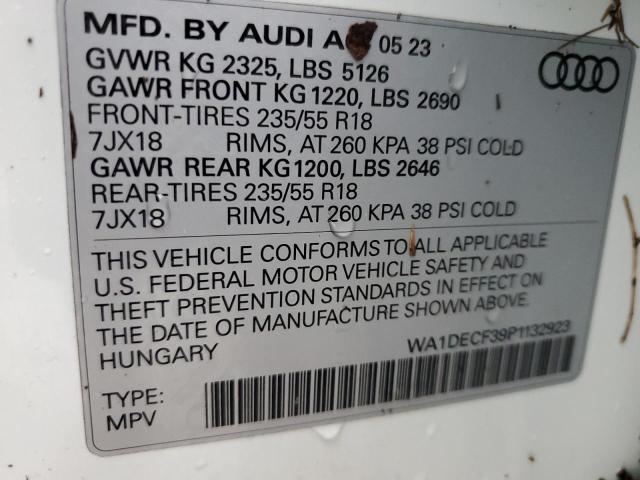 MFD. BY AUDI A 05 23
GVWR KG 2325, LBS 5126
GAWR FRONT KG 1220, LBS 2690
FRONT-TIRES 235/55 R18
7JX18 RIMS, AT 260 KPA 38 PSI COLD
GAWR REAR KG 1200, LBS 2646
REAR-TIRES 235/55 R18
7JX18 RIMS, AT 260 KPA 38 PSI COLD
THIS VEHICLE CONFORMS TO ALL APPLICABLE
U.S. FEDERAL MOTOR VEHICLE SAFETY AND
THEFT PREVENTION STANDARDS IN EFFECT ON
THE DATE OF MANUFACTURE SHOWN ABOVE.
HUNGARY
WA1DECF39P1132923
TYPE:
MPV